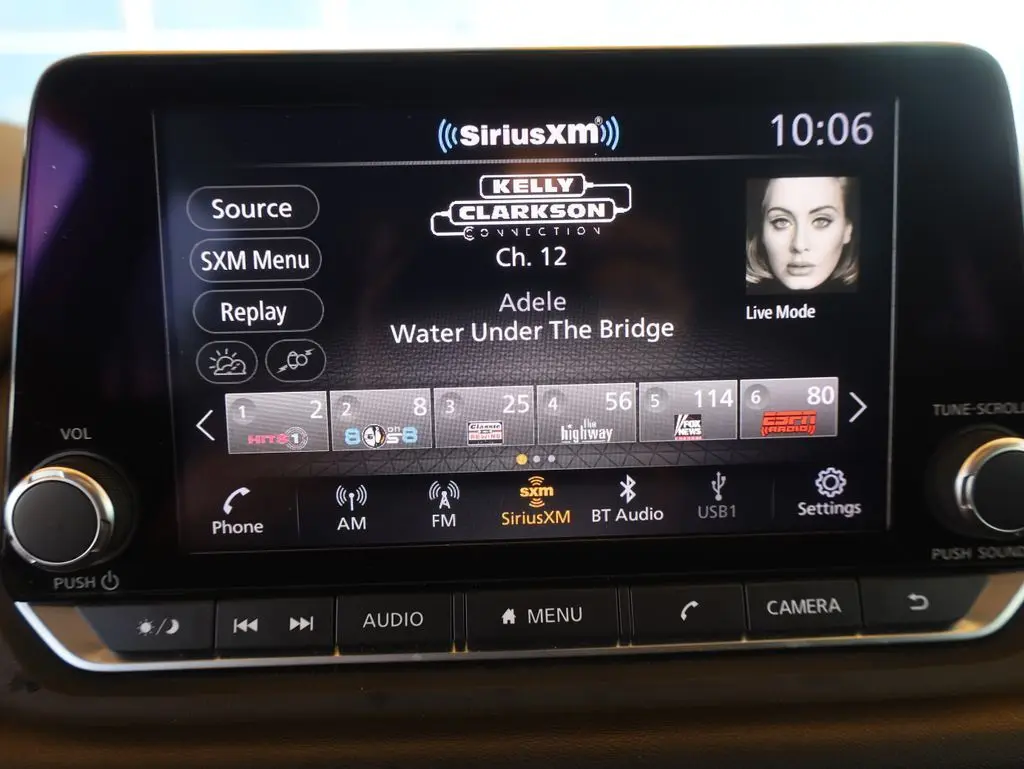 SiriusXM®
10:06
Source
SXM Menu
Replay
KELLY
CLARKSON
CONNECTION
Ch. 12
Adele
Water Under The Bridge
Live Mode
1 2 HITS 1
2 8 80s on 8
3 25 Classic REWIND
4 56 the highway
5 114 FOX NEWS CHANNEL
6 80 ESPN RADIO
Phone
AM
FM
sxm
SiriusXM
BT Audio
USB1
Settings
VOL
PUSH
TUNE-SCROLL
PUSH SOUND
AUDIO
MENU
CAMERA